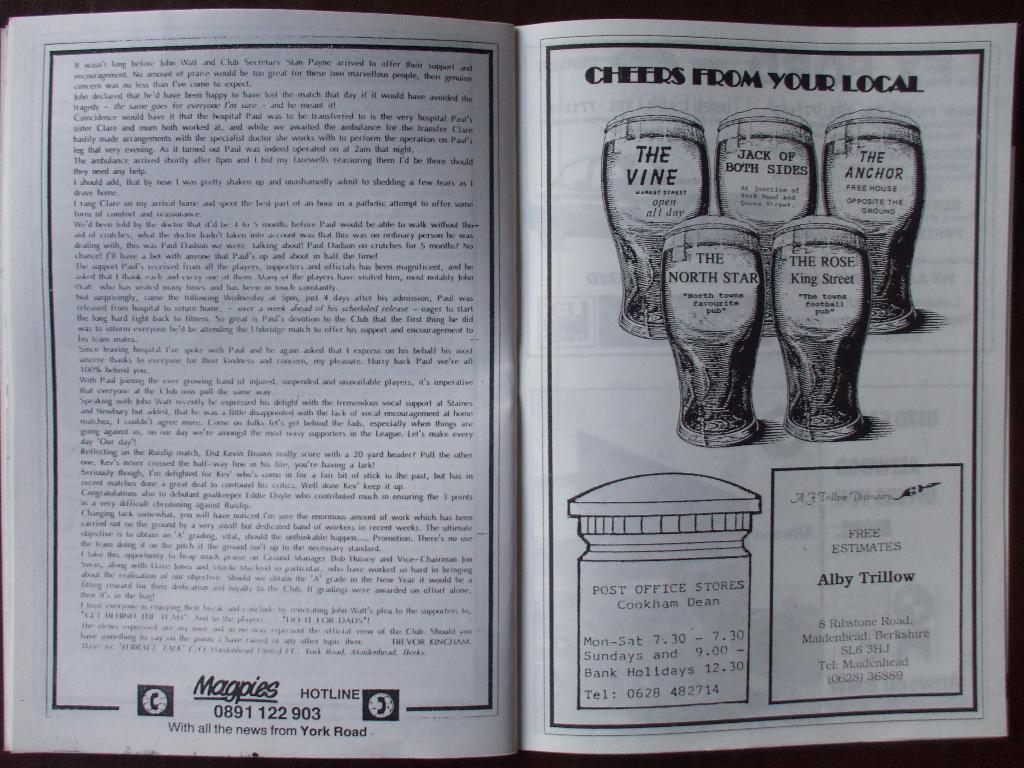 It wasn't long before John Watt and Club Secretary Stan Payne arrived to offer their support and
encouragement. No amount of praise would be too great for these two marvellous people, their genuine
concern was no less than I've come to expect.
John declared that he'd have been happy to have lost the match that day if it would have avoided the
tragedy - the same goes for everyone I'm sure - and he meant it!
Coincidence would have it that the hospital Paul was to be transferred to is the very hospital Paul's
sister Clare and mum both worked at, and while we awaited the ambulance for the transfer Clare
hastily made arrangements with the specialist doctor she works with to perform the operation on Paul's
leg that very evening. As it turned out Paul was indeed operated on at 2am that night.
The ambulance arrived shortly after 8pm and I bid my farewells reassuring them I'd be there should
they need any help.
I should add, that by now I was pretty shaken up and unashamedly admit to shedding a few tears as I
drove home.
I rang Clare on my arrival home and spent the best part of an hour in a pathetic attempt to offer some
form of comfort and reassurance.
We'd been told by the doctor that it'd be 4 to 5 months before Paul would be able to walk without the
aid of crutches, what the doctor hadn't taken into account was that this was no ordinary person he was
dealing with, this was Paul Dadson we were talking about! Paul Dadson on crutches for 5 months? No
chance! I'll have a bet with anyone that Paul's up and about in half the time!
The support Paul's received from all the players, supporters and officials has been magnificent, and he
asked that I thank each and every one of them. Many of the players have visited him, most notably John
Watt who has visited many times and has been in touch constantly.
Not surprisingly, come the following Wednesday at 5pm, just 4 days after his admission, Paul was
released from hospital to return home, - over a week ahead of his scheduled release - eager to start
the long hard fight back to fitness. So great is Paul's devotion to the Club that the first thing he did
was to inform everyone he'd be attending the Uxbridge match to offer his support and encouragement to
his team mates.
Since leaving hospital I've spoke with Paul and he again asked that I express on his behalf his most
sincere thanks to everyone for their kindness and concern, my pleasure. Hurry back Paul we're all
100% behind you.
With Paul joining the ever growing band of injured, suspended and unavailable players, it's imperative
that everyone at the Club now pull the same way.
Speaking with John Watt recently he expressed his delight with the tremendous vocal support at Staines
and Newbury but added, that he was a little disappointed with the lack of vocal encouragement at home
matches, I couldn't agree more. Come on folks let's get behind the lads, especially when things are
going against us, on our day we're amongst the most noisy supporters in the League. Let's make every
day 'Our day'!
Reflecting on the Ruislip match, Did Kevin Brown really score with a 20 yard header? Pull the other
one, Kev's never crossed the half-way line in his life, you're having a lark!
Seriously though, I'm delighted for Kev' who's come in for a fair bit of stick in the past, but has in
recent matches done a great deal to confound his critics. Well done Kev' keep it up.
Congratulations also to debutant goalkeeper Eddie Doyle who contributed much in ensuring the 3 points
in a very difficult christening against Ruislip.
Changing tack somewhat, you will have noticed I'm sure the enormous amount of work which has been
carried out on the ground by a very small but dedicated band of workers in recent weeks. The ultimate
objective is to obtain an 'A' grading, vital, should the unthinkable happen..... Promotion. There's no use
the team doing it on the pitch if the ground isn't up to the necessary standard.
I take this opportunity to heap much praise on Ground Manager Bob Hussey and Vice-Chairman Jon
Swan, along with Dave Jones and Murdo Macleod in particular, who have worked so hard in bringing
about the realisation of our objective. Should we obtain the 'A' grade in the New Year it would be a
fitting reward for their dedication and loyalty to the Club. If gradings were awarded on effort alone,
then it's in the bag!
I trust everyone is enjoying their break and conclude by reiterating John Watt's plea to the supporters to,
"GET BEHIND THE TEAM". And to the players - "DO IT FOR DADS"!
The views expressed are my own and in no way represent the official view of the Club. Should you
have something to say on the points I have raised or any other topic then: TREVOR KINGHAM.
Write to: "TERRACE TALK" C/O Maidenhead United F.C, York Road, Maidenhead, Berks.
Magpies HOTLINE
0891 122 903
With all the news from York Road
CHEERS FROM YOUR LOCAL
THE
VINE
MARKET STREET
open
all day
JACK OF
BOTH SIDES
At junction of
York Road and
Queen Street.
THE
ANCHOR
FREE HOUSE
OPPOSITE THE
GROUND
THE
NORTH STAR
"North towns
favourite
pub"
THE ROSE
King Street
"The towns
football
pub"
POST OFFICE STORES
Cookham Dean
Mon-Sat 7.30 - 7.30
Sundays and 9.00 -
Bank Holidays 12.30
Tel: 0628 482714
A.J. Trillow Decorators
FREE
ESTIMATES
Alby Trillow
8 Ribstone Road,
Maidenhead, Berkshire
SL6 3HJ
Tel: Maidenhead
(0628) 36889